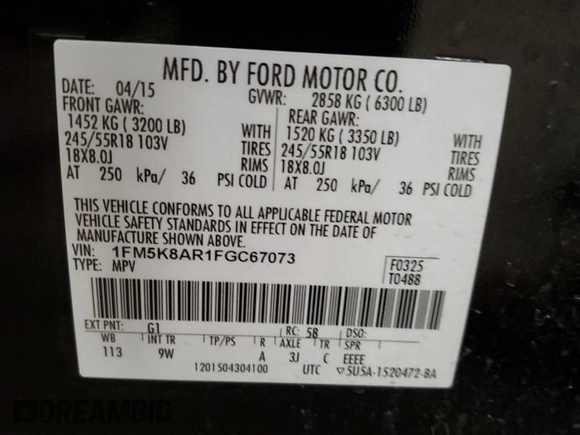 MFD. BY FORD MOTOR CO.
DATE: 04/15 GVWR: 2858 KG ( 6300 LB)
FRONT GAWR: REAR GAWR:
1452 KG ( 3200 LB) WITH 1520 KG ( 3350 LB) WITH
245/55R18 103V TIRES 245/55R18 103V TIRES
18X8.0J RIMS 18X8.0J RIMS
AT 250 kPa/ 36 PSI COLD AT 250 kPa/ 36 PSI COLD
THIS VEHICLE CONFORMS TO ALL APPLICABLE FEDERAL MOTOR
VEHICLE SAFETY STANDARDS IN EFFECT ON THE DATE OF
MANUFACTURE SHOWN ABOVE.
VIN: 1FM5K8AR1FGC67073 F0325
TYPE: MPV T0488
EXT PNT: G1 RC: 58 DSO:
WB INT TR TP/PS R AXLE TR SPR
113 9W A 3J C EEEE
1201504304100 UTC ▽5USA-1520472-BA
DREAMBID